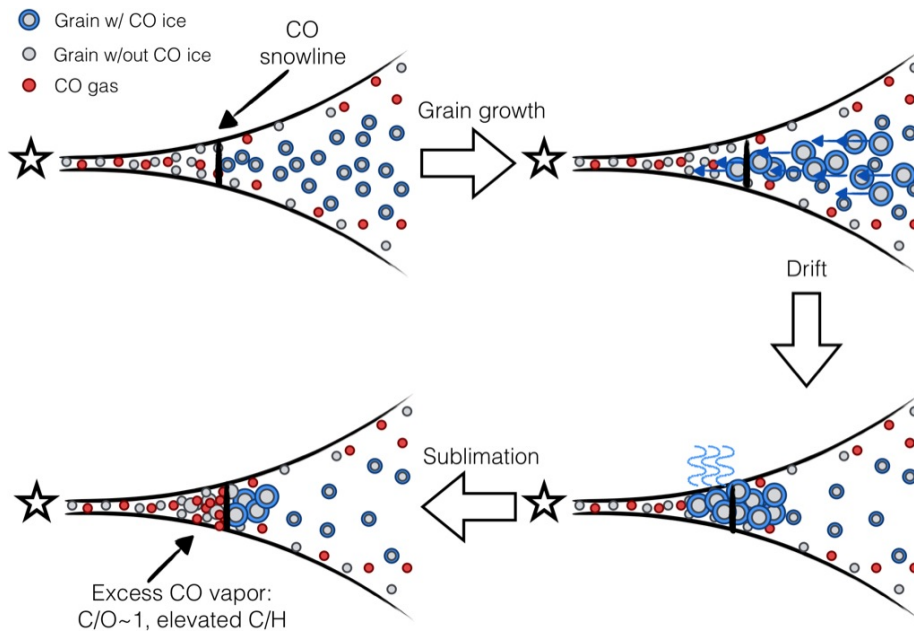 Grain w/ CO ice
Grain w/out CO ice
CO gas
CO
snowline
Grain growth
Drift
Sublimation
Excess CO vapor:
C/O~1, elevated C/H